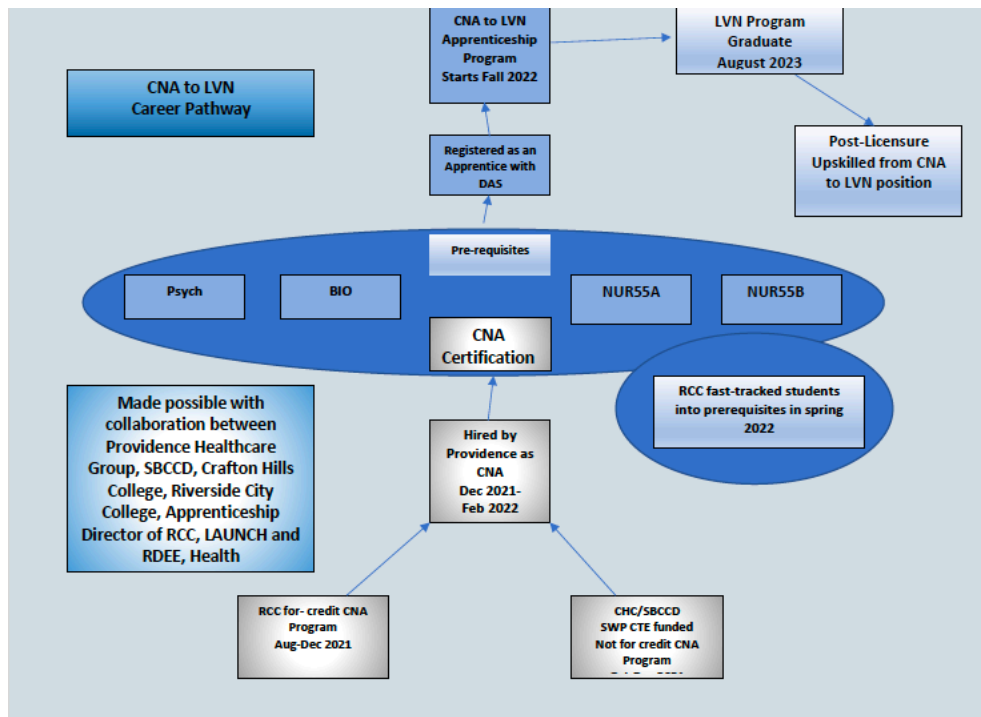 CNA to LVN
Apprenticeship
Program
Starts Fall 2022
LVN Program
Graduate
August 2023
CNA to LVN
Career Pathway
Post-Licensure
Upskilled from CNA
to LVN position
Registered as an
Apprentice with
DAS
Pre-requisites
Psych
BIO
NUR55A
NUR55B
CNA
Certification
RCC fast-tracked students
into prerequisites in spring
2022
Made possible with
collaboration between
Providence Healthcare
Group, SBCCD, Crafton Hills
College, Riverside City
College, Apprenticeship
Director of RCC, LAUNCH and
RDEE, Health
Hired by
Providence as
CNA
Dec 2021-
Feb 2022
RCC for- credit CNA
Program
Aug-Dec 2021
CHC/SBCCD
SWP CTE funded
Not for credit CNA
Program